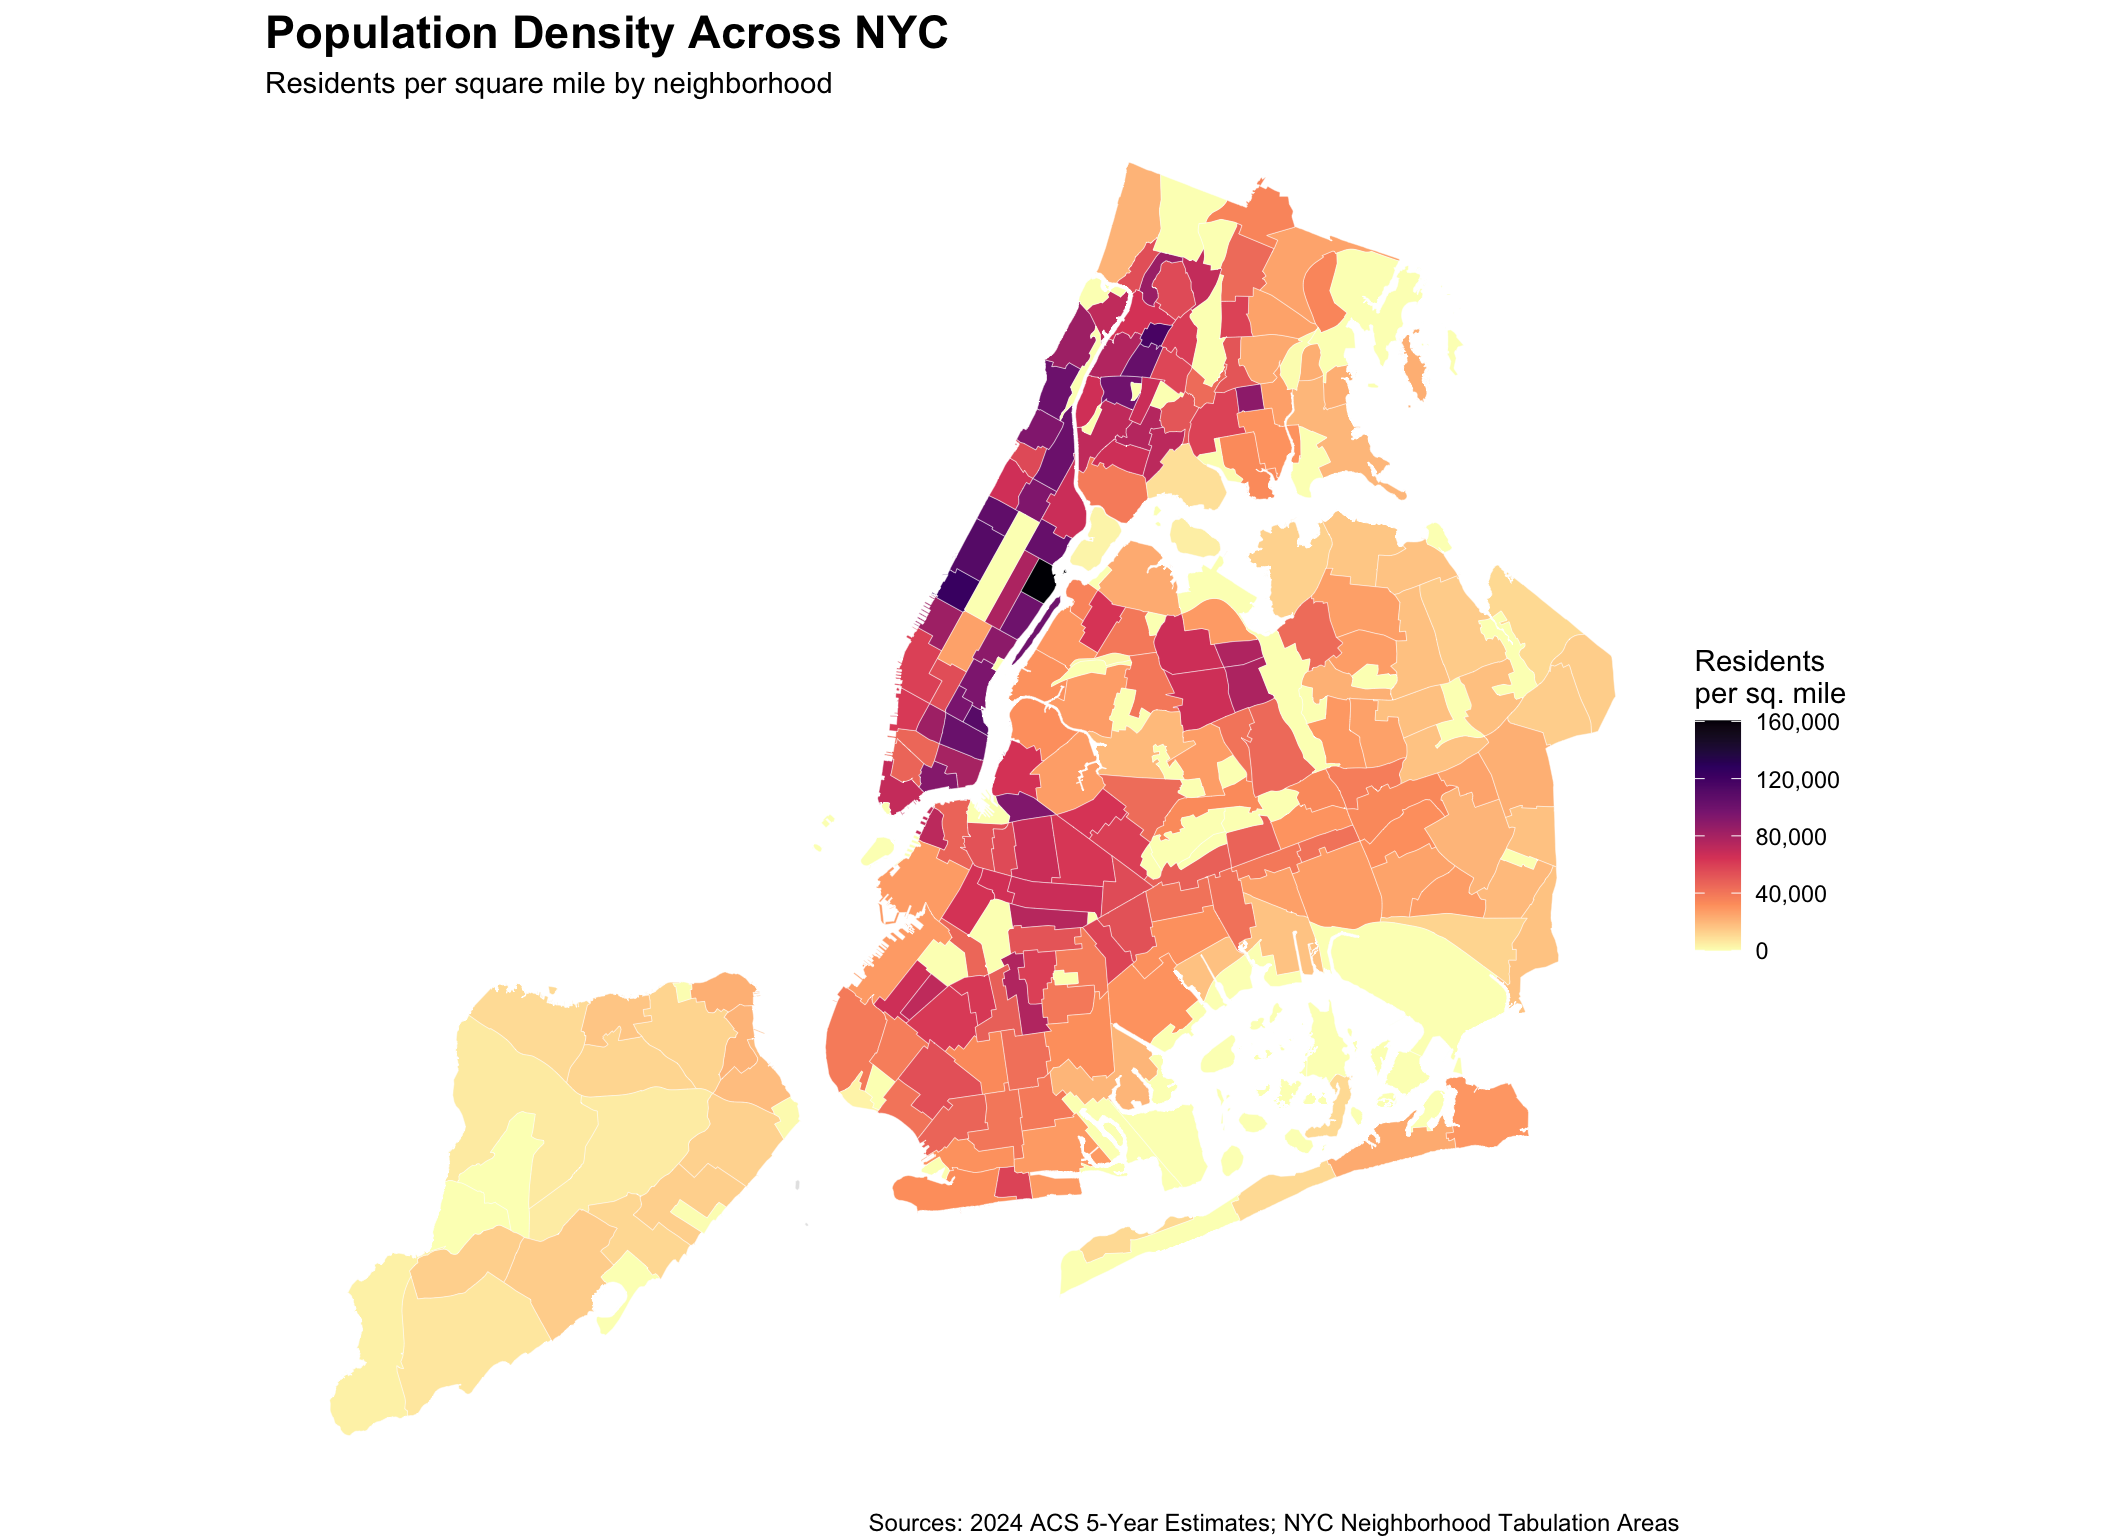 Population Density Across NYC
Residents per square mile by neighborhood
Residents
per sq. mile
160,000
120,000
80,000
40,000
0
Sources: 2024 ACS 5-Year Estimates; NYC Neighborhood Tabulation Areas